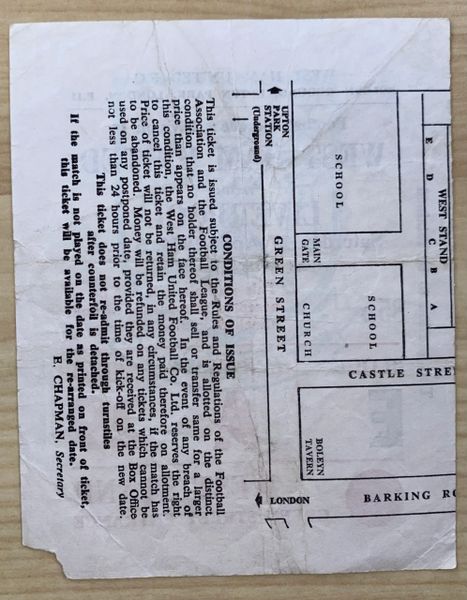 UPTON
PARK
STATION
(Underground)
SCHOOL
WEST STAND
E D C B A
MAIN
GATE
SCHOOL
CHURCH
GREEN STREET
CASTLE STRE
BOLEYN
TAVERN
LONDON
BARKING RO
CONDITIONS OF ISSUE
This ticket is issued subject to the Rules and Regulations of the Football
Association and the Football League, and is allotted on the distinct
condition that no holder thereof shall sell or transfer same for a larger
price than appears on the face hereof. In the event of any breach of
this condition, the West Ham United Football Co. Ltd. reserves the right
to cancel this ticket and retain the money paid therefore on allotment.
Price of ticket will not be returned, in any circumstances, if the match has
to be abandoned. Money will be refunded on any tickets which cannot be
used on any postponed date, provided they are received at the Box Office
not less than 24 hours prior to the time of kick-off on the new date.
This ticket does not re-admit through turnstiles
after counterfoil is detached.
If the match is not played on the date as printed on front of ticket,
this ticket will be available for the re-arranged date.
E. CHAPMAN, Secretary